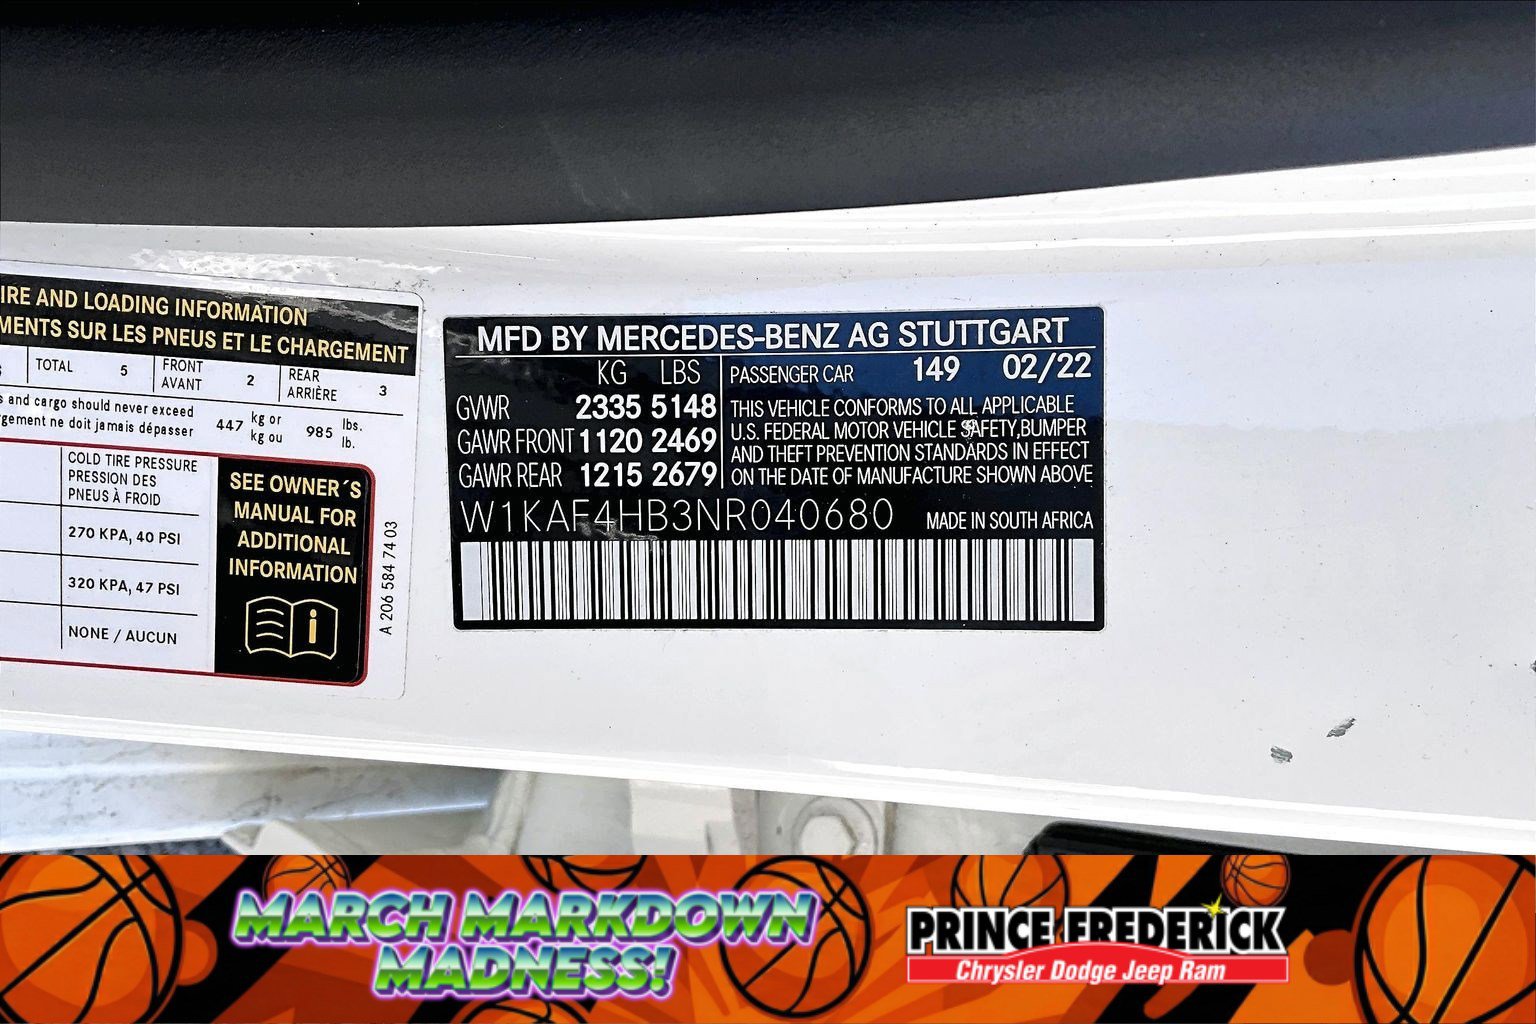 IRE AND LOADING INFORMATION
MENTS SUR LES PNEUS ET LE CHARGEMENT
TOTAL 5 FRONT AVANT 2 REAR ARRIÈRE 3
s and cargo should never exceed
rgement ne doit jamais dépasser
447 kg or kg ou 985 lbs. lb.
COLD TIRE PRESSURE
PRESSION DES
PNEUS À FROID
270 KPA, 40 PSI
320 KPA, 47 PSI
NONE / AUCUN
SEE OWNER´S
MANUAL FOR
ADDITIONAL
INFORMATION
A 206 584 74 03
MFD BY MERCEDES-BENZ AG STUTTGART
KG LBS
GVWR 2335 5148
GAWR FRONT 1120 2469
GAWR REAR 1215 2679
PASSENGER CAR 149 02/22
THIS VEHICLE CONFORMS TO ALL APPLICABLE
U.S. FEDERAL MOTOR VEHICLE SAFETY,BUMPER
AND THEFT PREVENTION STANDARDS IN EFFECT
ON THE DATE OF MANUFACTURE SHOWN ABOVE
W1KAF4HB3NR040680 MADE IN SOUTH AFRICA
MARCH MARKDOWN
MADNESS!
PRINCE FREDERICK
Chrysler Dodge Jeep Ram